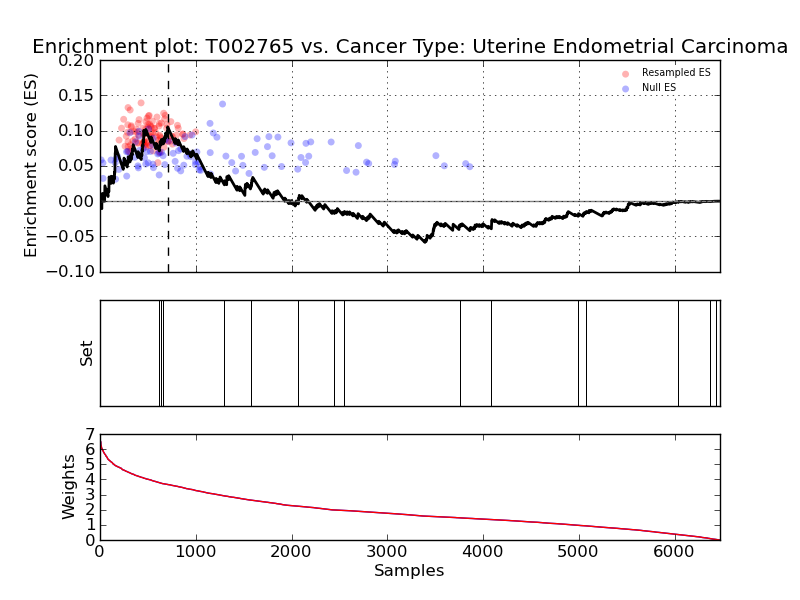 Enrichment plot: T002765 vs. Cancer Type: Uterine Endometrial Carcinoma
Enrichment score (ES)
0.20
0.15
0.10
0.05
0.00
−0.05
−0.10
Resampled ES
Null ES
Set
Weights
7
6
5
4
3
2
1
0
0 1000 2000 3000 4000 5000 6000
Samples